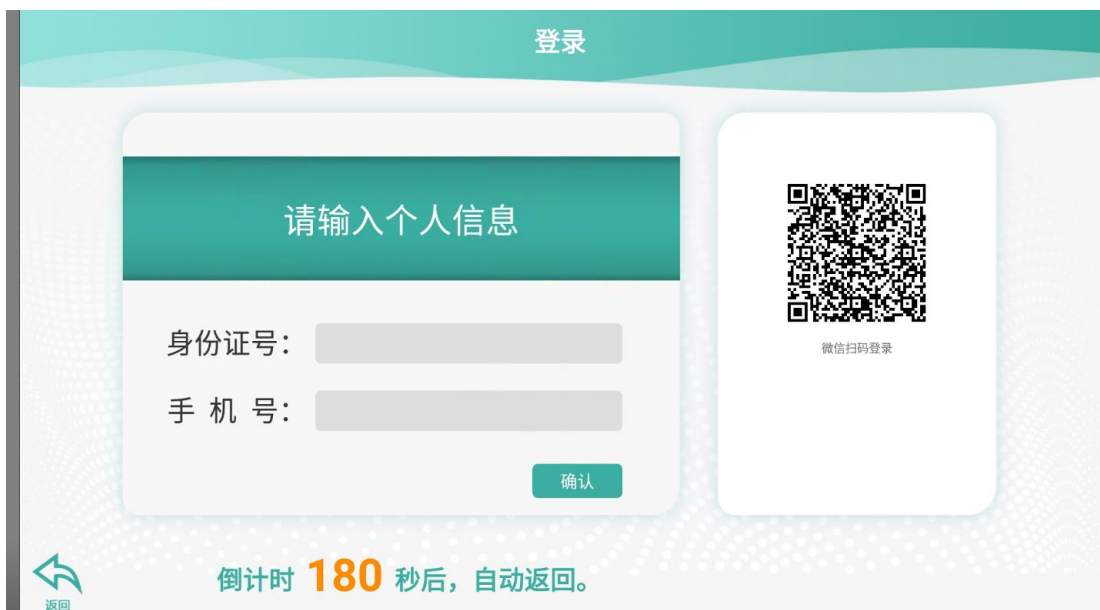 登录
请输入个人信息
身份证号：
手 机 号：
确认
微信扫码登录
倒计时 180 秒后，自动返回。
返回